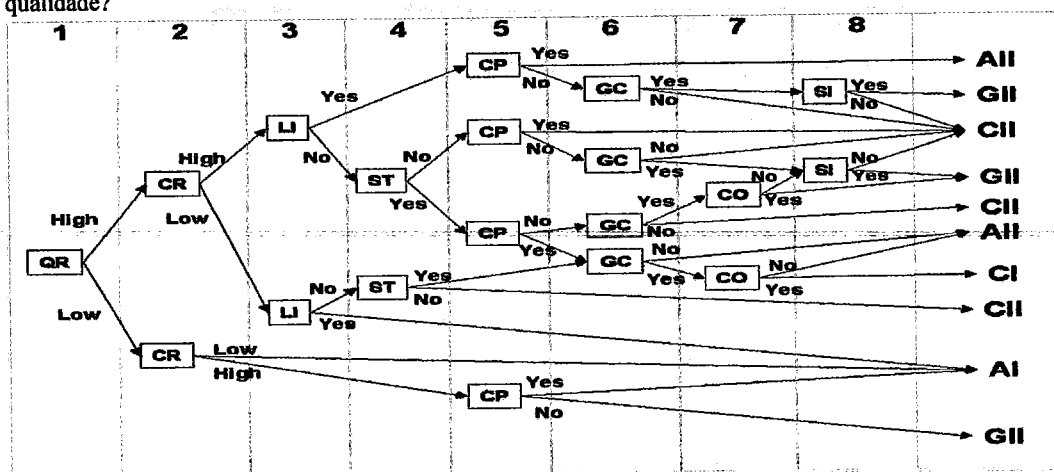 qualidade?
1 2 3 4 5 6 7 8
CP Yes No GC Yes No SI Yes No AII
GII
Yes
LI No
CP Yes No CII
High
CR Low
ST No Yes
GC No Yes
SI No Yes
GII
CO No Yes
High
CP No Yes
GC Yes No
CII
AII
QR
GC No Yes
CO No Yes
CI
Low
LI No Yes
ST Yes No
CII
CR Low High
AI
CP Yes No
GII